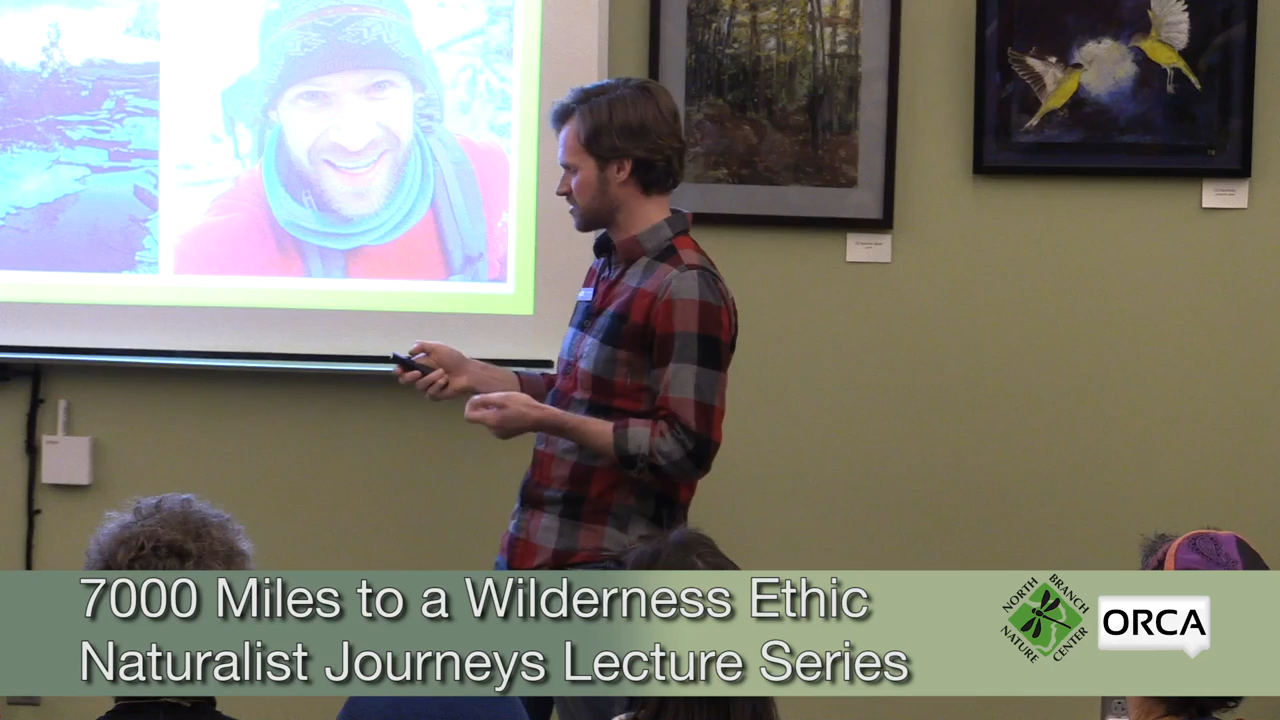 7000 Miles to a Wilderness Ethic
Naturalist Journeys Lecture Series
NORTH BRANCH
NATURE CENTER
ORCA